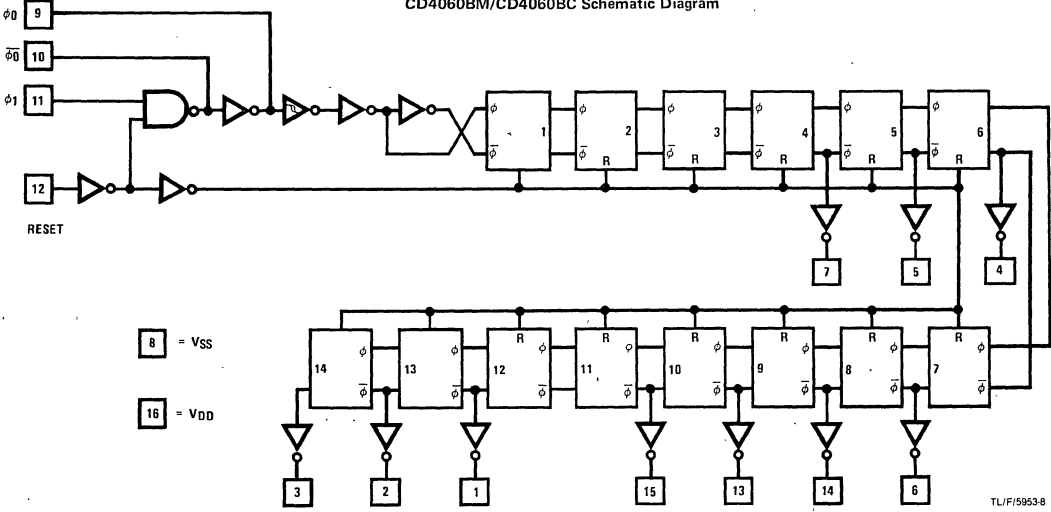 CD4060BM/CD4060BC Schematic Diagram
ϕ0 9
ϕ̅0̅ 10
ϕ1 11
12
RESET
ϕ ϕ̅ 1
ϕ ϕ̅ R 2
ϕ ϕ̅ R 3
ϕ ϕ̅ R 4
ϕ ϕ̅ R 5
ϕ ϕ̅ R 6
7 5 4
8 = VSS
16 = VDD
14 ϕ ϕ̅
13 ϕ ϕ̅
R 12 ϕ ϕ̅
R 11 ϕ ϕ̅
R 10 ϕ ϕ̅
R 9 ϕ ϕ̅
R 8 ϕ ϕ̅
R 7 ϕ ϕ̅
3 2 1 15 13 14 6
TL/F/5953-8